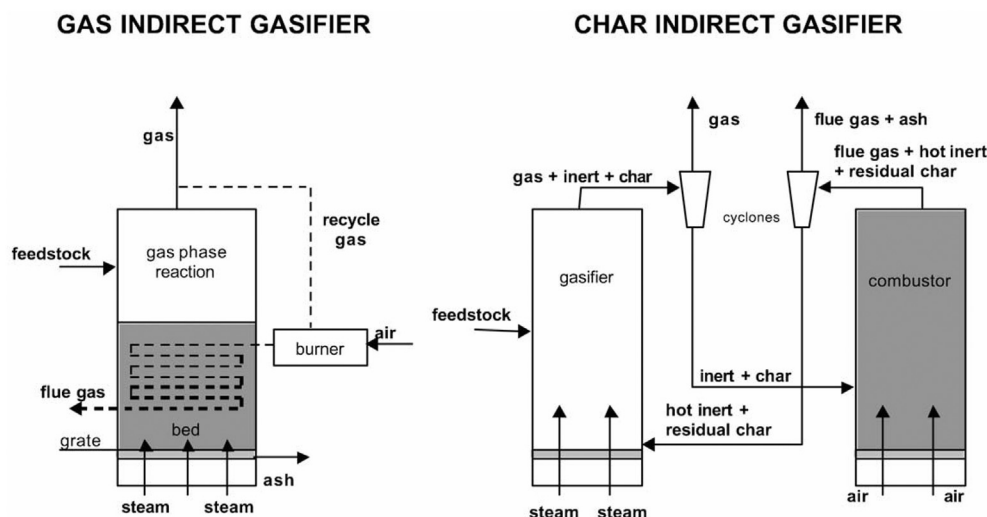 GAS INDIRECT GASIFIER
gas
recycle
gas
feedstock
gas phase
reaction
burner
air
flue gas
bed
grate
ash
steam
steam
CHAR INDIRECT GASIFIER
gas
flue gas + ash
gas + inert + char
flue gas + hot inert
+ residual char
cyclones
gasifier
combustor
feedstock
inert + char
hot inert +
residual char
steam
steam
air
air